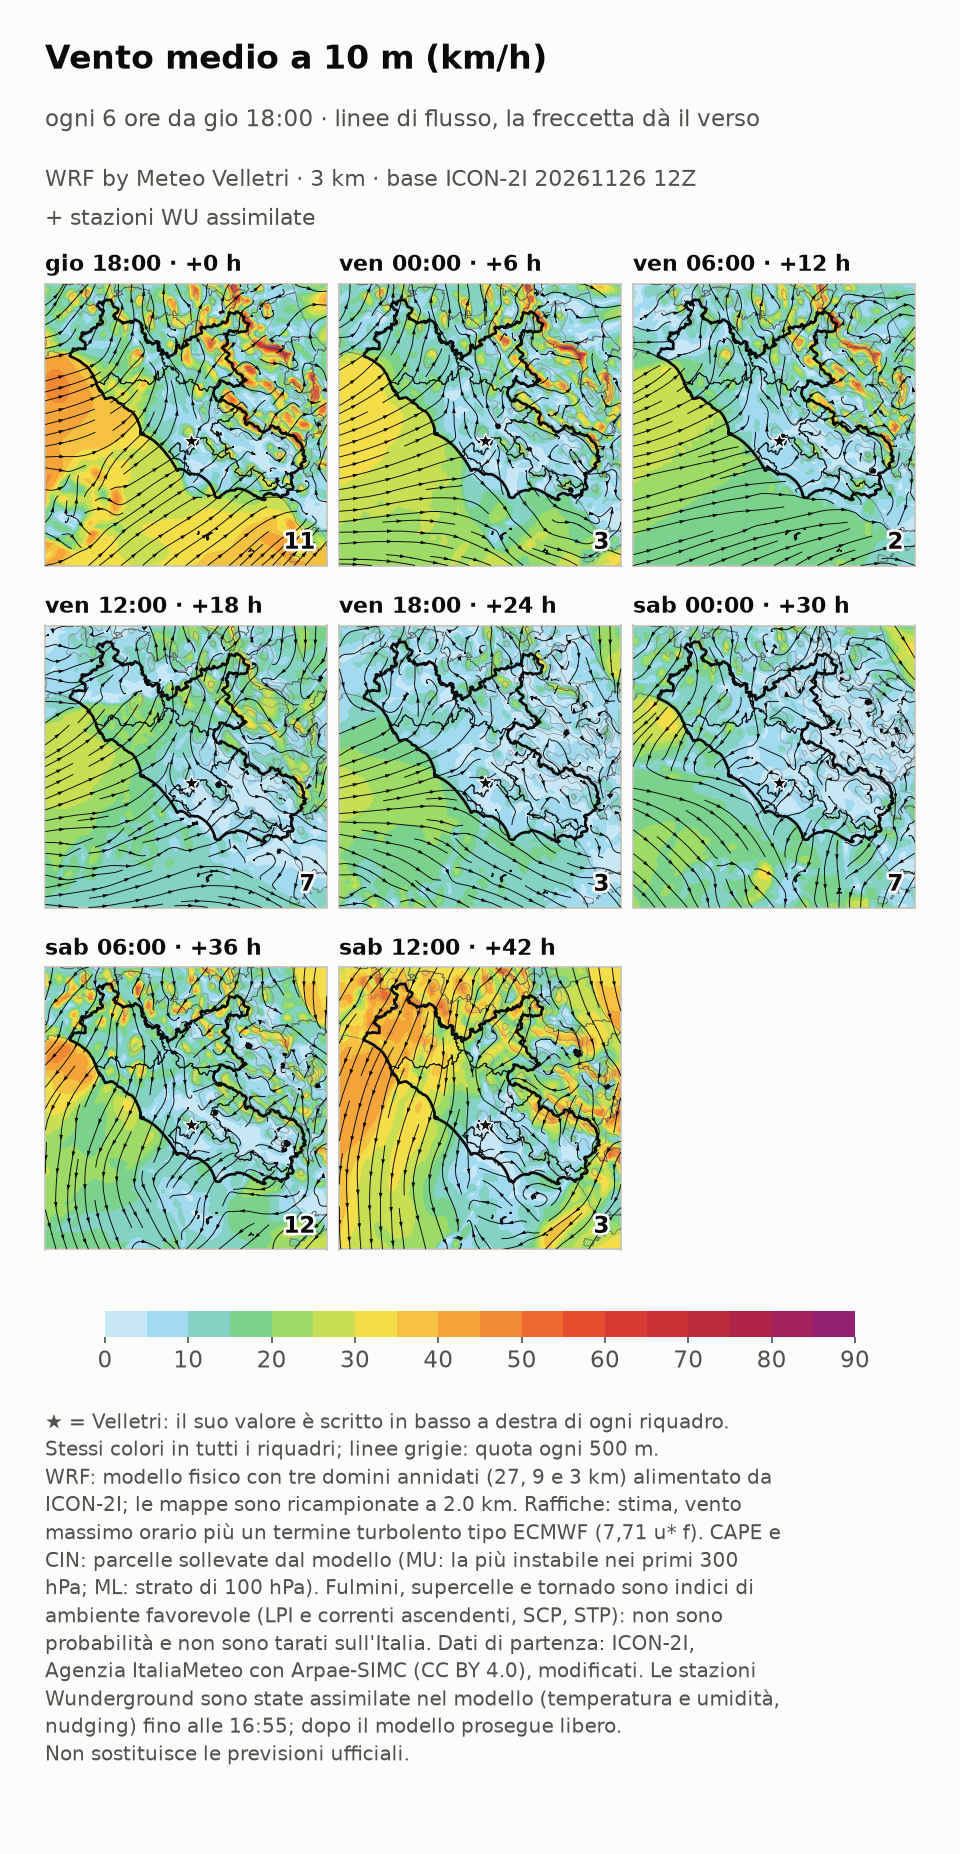 Vento medio a 10 m (km/h)
ogni 6 ore da gio 18:00 · linee di flusso, la freccetta dà il verso
WRF by Meteo Velletri · 3 km · base ICON-2I 20261126 12Z
+ stazioni WU assimilate
gio 18:00 · +0 h
ven 00:00 · +6 h
ven 06:00 · +12 h
11
3
2
ven 12:00 · +18 h
ven 18:00 · +24 h
sab 00:00 · +30 h
7
3
7
sab 06:00 · +36 h
sab 12:00 · +42 h
12
3
0 10 20 30 40 50 60 70 80 90
★ = Velletri: il suo valore è scritto in basso a destra di ogni riquadro.
Stessi colori in tutti i riquadri; linee grigie: quota ogni 500 m.
WRF: modello fisico con tre domini annidati (27, 9 e 3 km) alimentato da
ICON-2I; le mappe sono ricampionate a 2.0 km. Raffiche: stima, vento
massimo orario più un termine turbolento tipo ECMWF (7,71 u* f). CAPE e
CIN: parcelle sollevate dal modello (MU: la più instabile nei primi 300
hPa; ML: strato di 100 hPa). Fulmini, supercelle e tornado sono indici di
ambiente favorevole (LPI e correnti ascendenti, SCP, STP): non sono
probabilità e non sono tarati sull'Italia. Dati di partenza: ICON-2I,
Agenzia ItaliaMeteo con Arpae-SIMC (CC BY 4.0), modificati. Le stazioni
Wunderground sono state assimilate nel modello (temperatura e umidità,
nudging) fino alle 16:55; dopo il modello prosegue libero.
Non sostituisce le previsioni ufficiali.